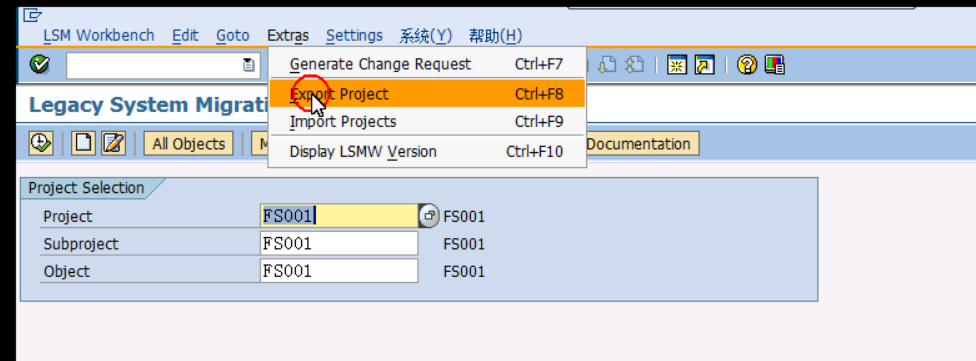 LSM Workbench Edit Goto Extras Settings 系统(Y) 帮助(H)
Generate Change Request Ctrl+F7
Export Project Ctrl+F8
Legacy System Migrati
Import Projects Ctrl+F9
All Objects M Display LSMW Version Ctrl+F10 Documentation
Project Selection
Project FS001 FS001
Subproject FS001 FS001
Object FS001 FS001